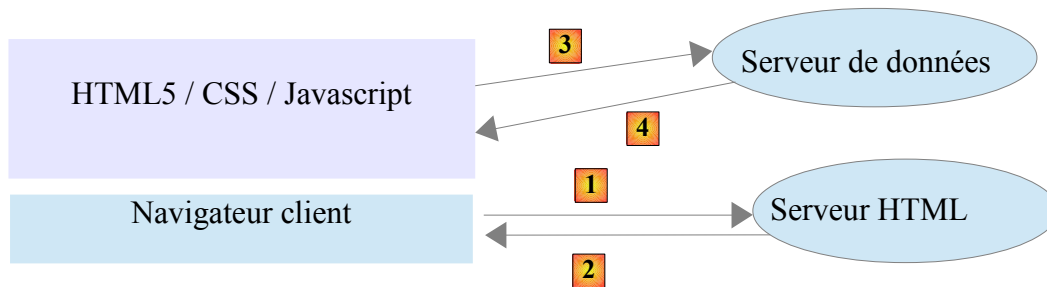 3
Serveur de données
HTML5 / CSS / Javascript
4
1
Navigateur client
Serveur HTML
2